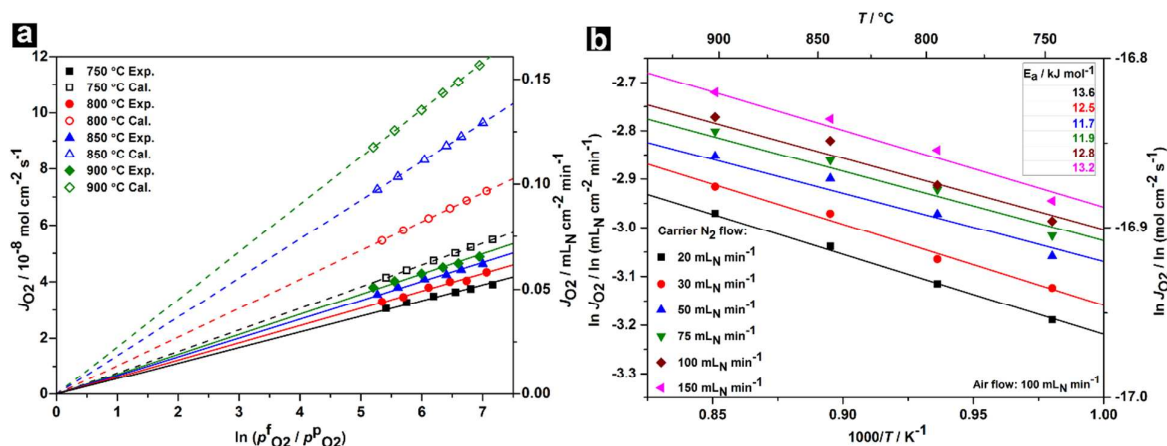 a
12
10
8
6
4
2
0
J_O2 / 10⁻⁸ mol cm⁻² s⁻¹
750 °C Exp.
750 °C Cal.
800 °C Exp.
800 °C Cal.
850 °C Exp.
850 °C Cal.
900 °C Exp.
900 °C Cal.
0 1 2 3 4 5 6 7
ln (p^f_O2 / p^p_O2)
0.15
0.10
0.05
0.00
J_O2 / mL_N cm⁻² min⁻¹
b
T / °C
900 850 800 750
-2.7
-2.8
-2.9
-3.0
-3.1
-3.2
-3.3
ln J_O2 / ln (mL_N cm⁻² min⁻¹)
E_a / kJ mol⁻¹
13.6
12.5
11.7
11.9
12.8
13.2
Carrier N₂ flow:
20 mL_N min⁻¹
30 mL_N min⁻¹
50 mL_N min⁻¹
75 mL_N min⁻¹
100 mL_N min⁻¹
150 mL_N min⁻¹
Air flow: 100 mL_N min⁻¹
0.85 0.90 0.95 1.00
1000/T / K⁻¹
-16.8
-16.9
-17.0
ln J_O2 / ln (mol cm⁻² s)